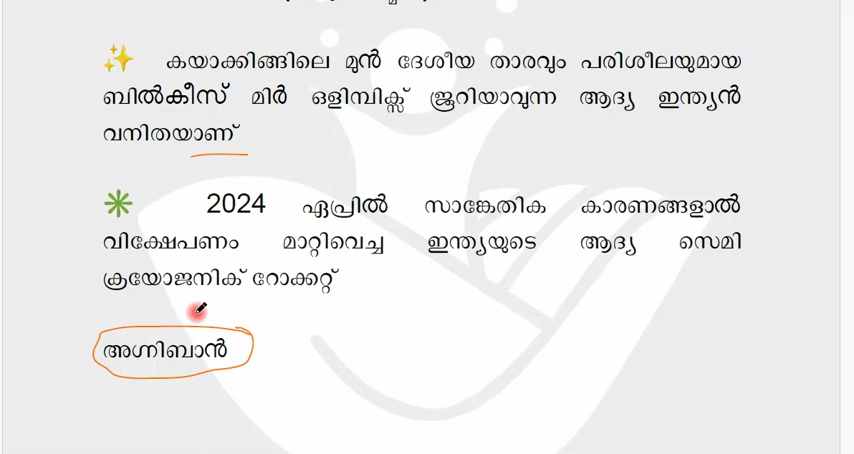 കയാക്കിങ്ങിലെ മുൻ ദേശീയ താരവും പരിശീലയുമായ
ബിൽകീസ് മിർ ഒളിമ്പിക്സ് ജൂറിയാവുന്ന ആദ്യ ഇന്ത്യൻ
വനിതയാണ്
2024 ഏപ്രിൽ സാങ്കേതിക കാരണങ്ങളാൽ
വിക്ഷേപണം മാറ്റിവെച്ച ഇന്ത്യയുടെ ആദ്യ സെമി
ക്രയോജനിക് റോക്കറ്റ്
അഗ്നിബാൻ